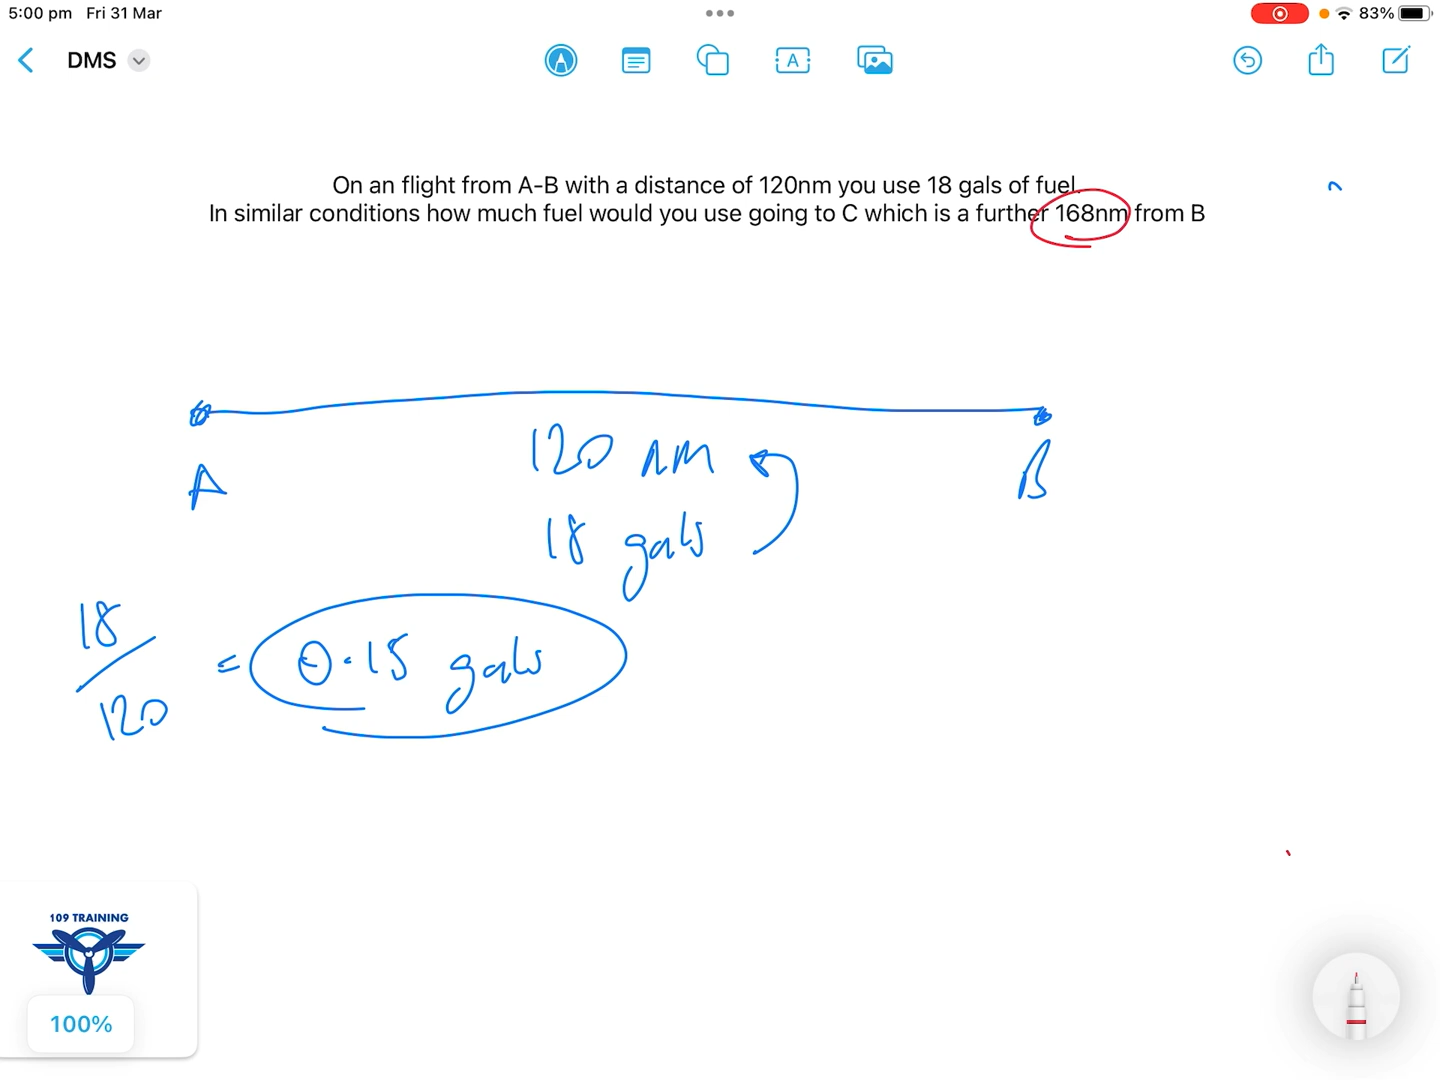 5:00 pm Fri 31 Mar
83%
DMS
A
On an flight from A-B with a distance of 120nm you use 18 gals of fuel.
In similar conditions how much fuel would you use going to C which is a further 168nm from B
120 NM
A
B
18 gals
18
= 0.15 gals
120
109 TRAINING
100%